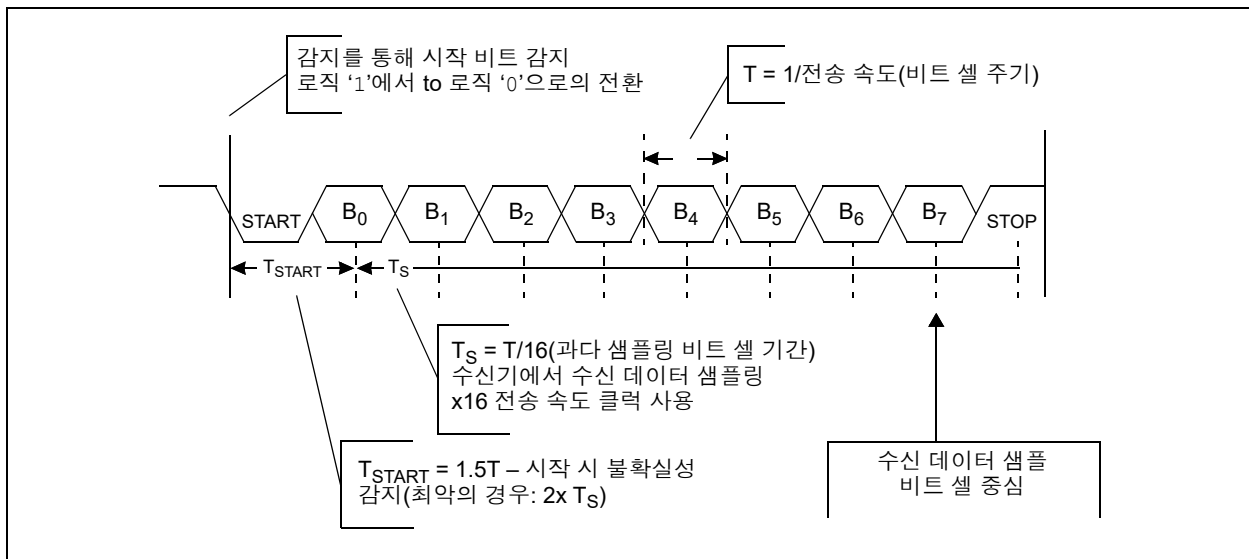 감지를 통해 시작 비트 감지
로직 ‘1’에서 to 로직 ‘0’으로의 전환
T = 1/전송 속도(비트 셀 주기)
START B0 B1 B2 B3 B4 B5 B6 B7 STOP
TSTART TS
TS = T/16(과다 샘플링 비트 셀 기간)
수신기에서 수신 데이터 샘플링
x16 전송 속도 클럭 사용
TSTART = 1.5T – 시작 시 불확실성
감지(최악의 경우: 2x TS)
수신 데이터 샘플
비트 셀 중심